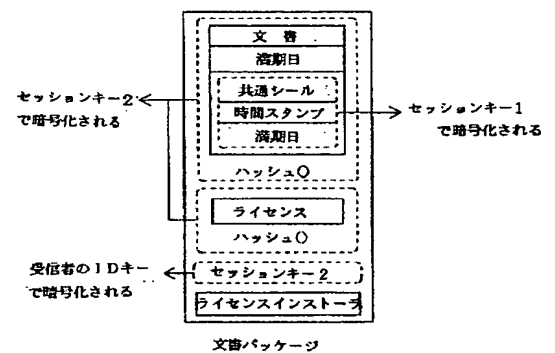 文書
満期日
共通シール
時間スタンプ
満期日
ハッシュ()
ライセンス
ハッシュ()
セッションキー2
ライセンスインストーラ
セッションキー2
で暗号化される
セッションキー1
で暗号化される
受信者のIDキー
で暗号化される
文書パッケージ